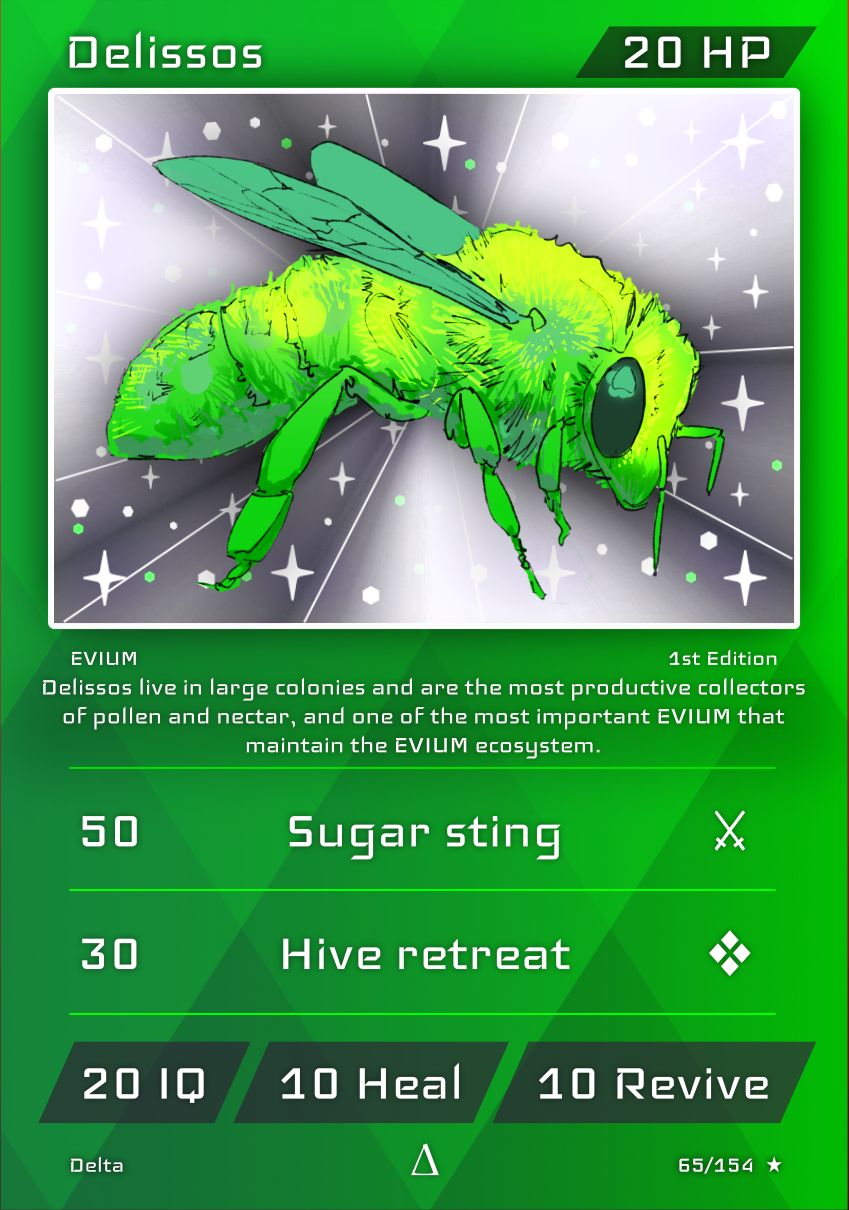 Delissos
20 HP
EVIUM
1st Edition
Delissos live in large colonies and are the most productive collectors
of pollen and nectar, and one of the most important EVIUM that
maintain the EVIUM ecosystem.
50 Sugar sting
30 Hive retreat
20 IQ
10 Heal
10 Revive
Delta
Δ
65/154 ★